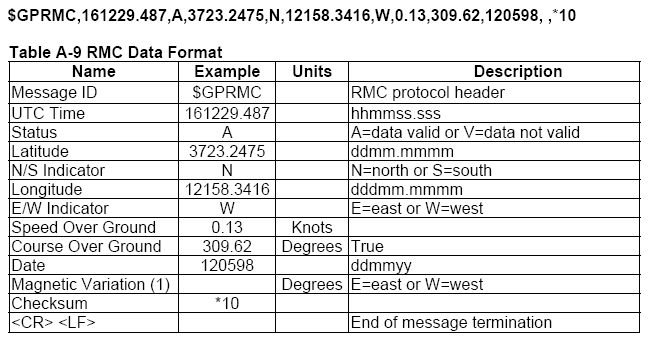 $GPRMC,161229.487,A,3723.2475,N,12158.3416,W,0.13,309.62,120598, ,*10
Table A-9 RMC Data Format
Name Example Units Description
Message ID $GPRMC RMC protocol header
UTC Time 161229.487 hhmmss.sss
Status A A=data valid or V=data not valid
Latitude 3723.2475 ddmm.mmmm
N/S Indicator N N=north or S=south
Longitude 12158.3416 dddmm.mmmm
E/W Indicator W E=east or W=west
Speed Over Ground 0.13 Knots
Course Over Ground 309.62 Degrees True
Date 120598 ddmmyy
Magnetic Variation (1) Degrees E=east or W=west
Checksum *10
<CR> <LF> End of message termination